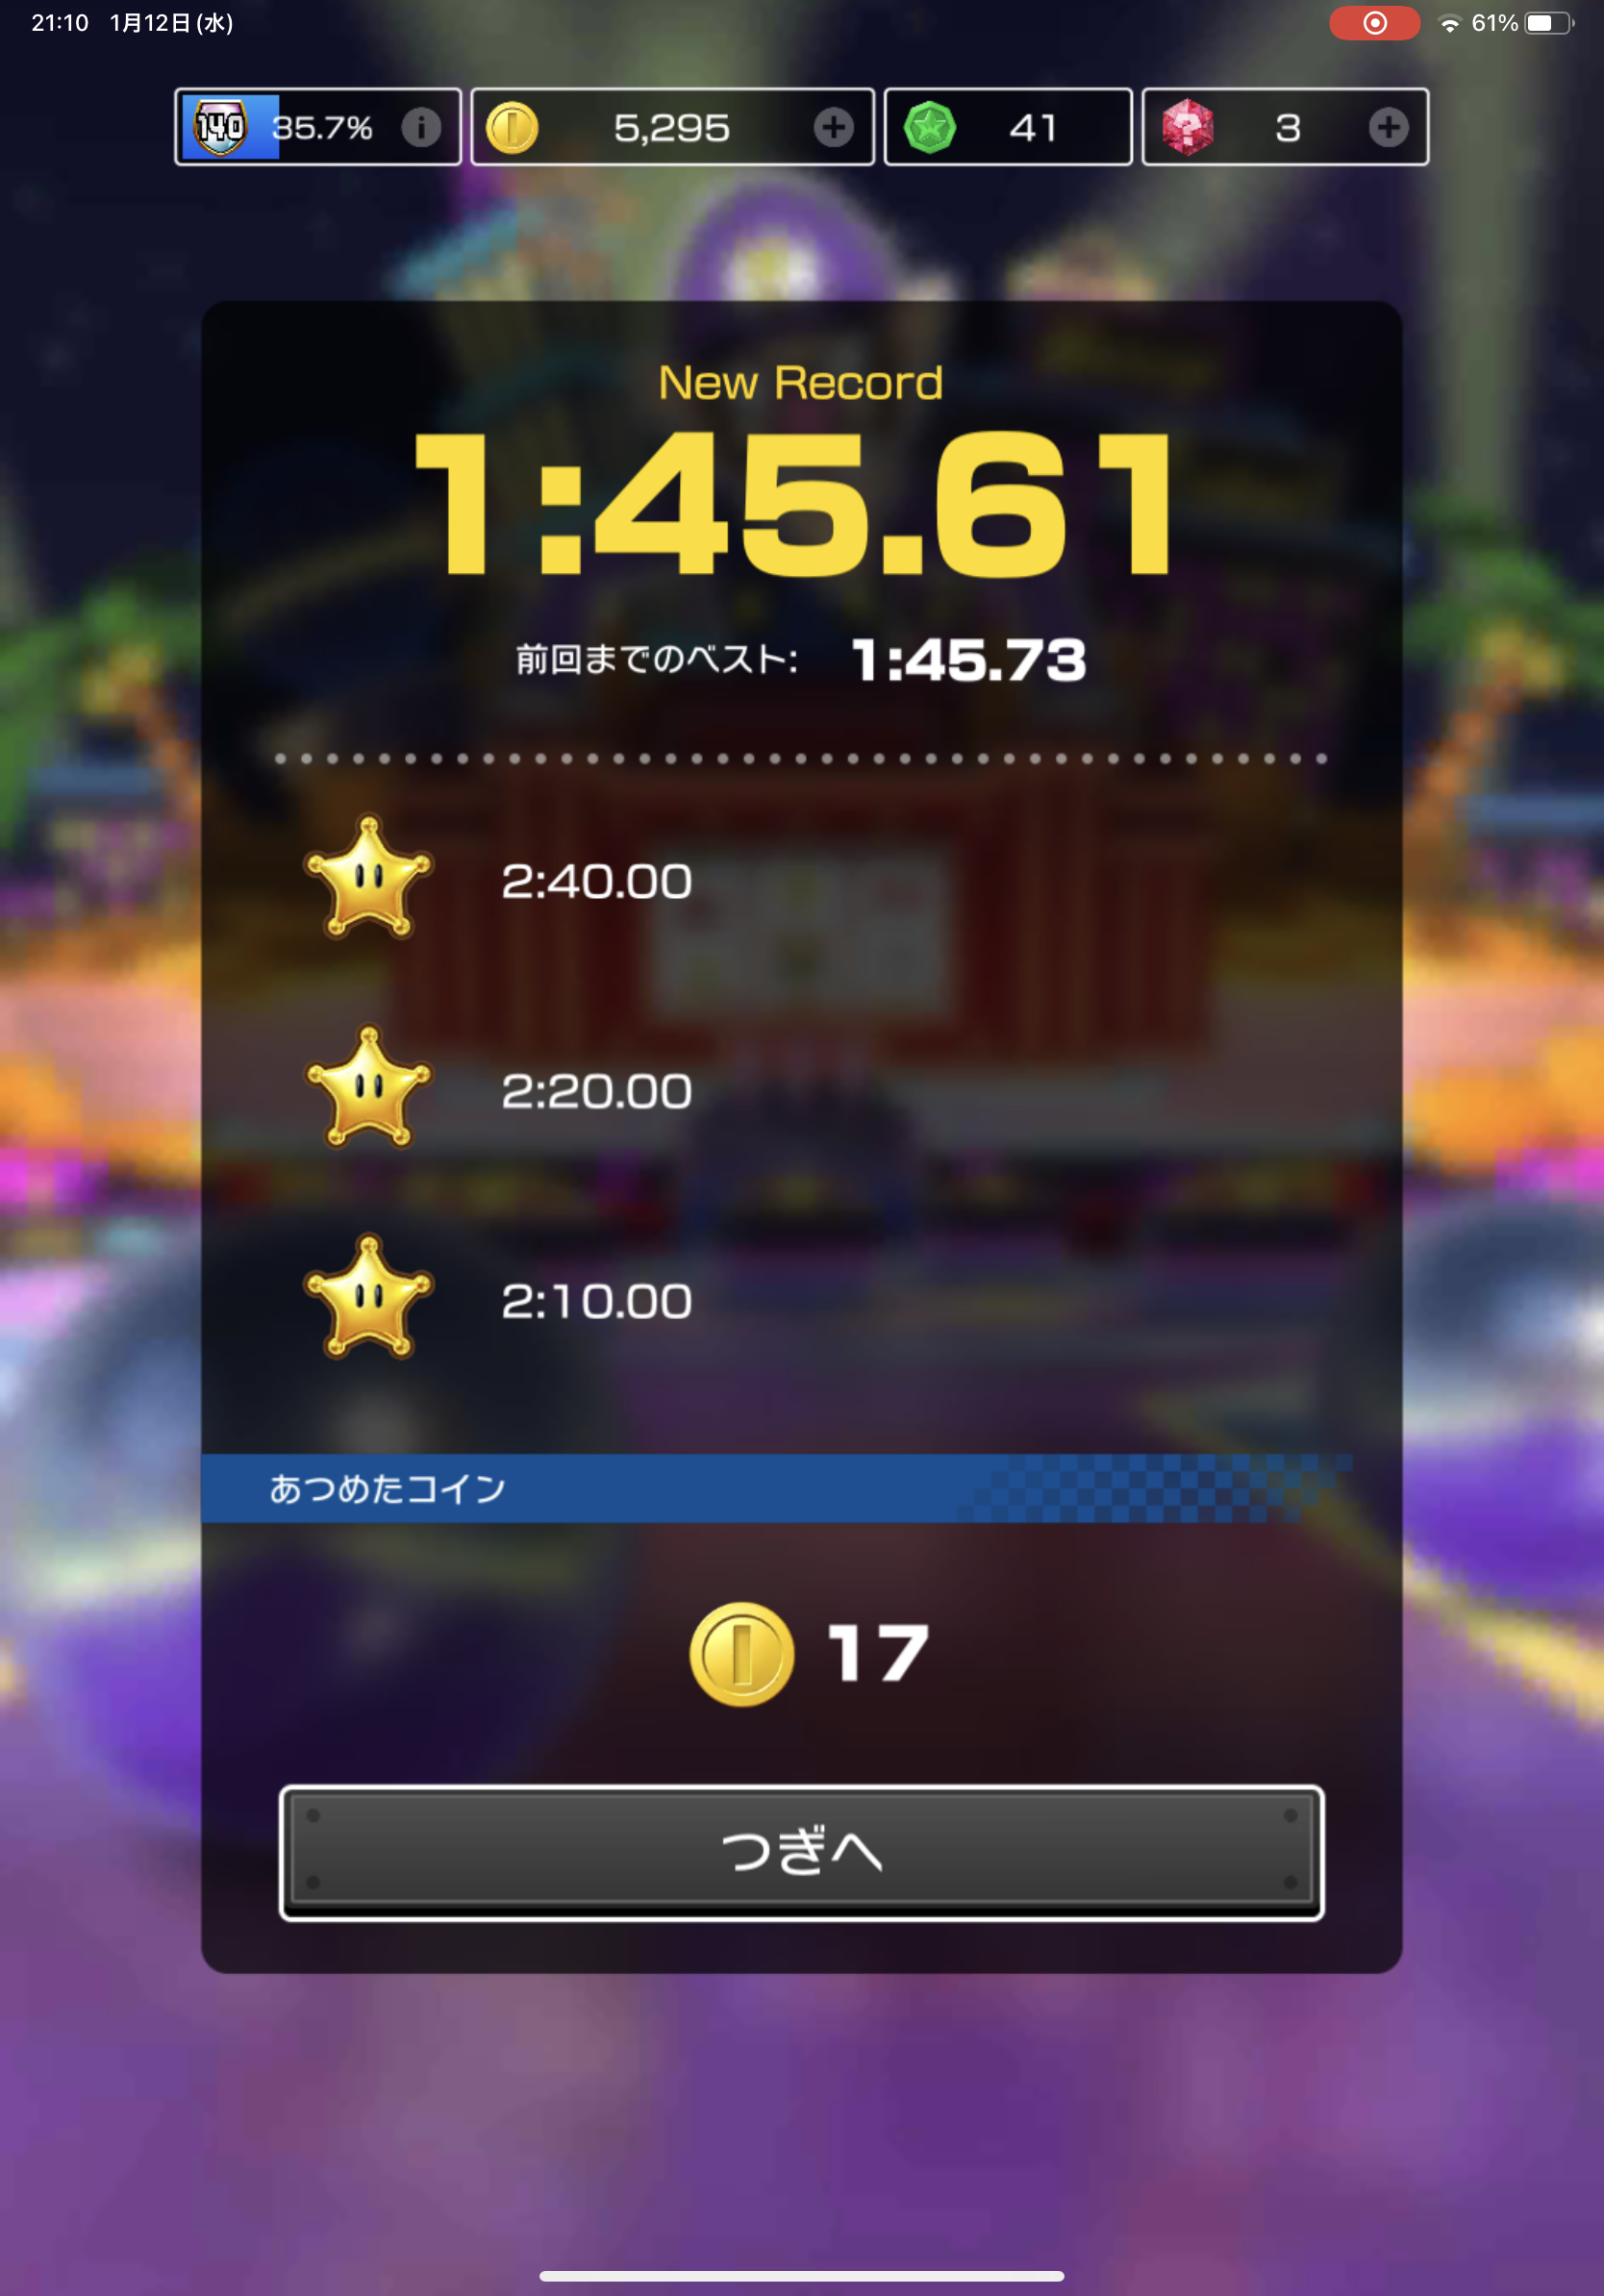 21:10 1月12日(水) 61%
140 35.7% i 5,295 + 41 ? 3 +
New Record
1:45.61
前回までのベスト: 1:45.73
2:40.00
2:20.00
2:10.00
あつめたコイン
17
つぎへ